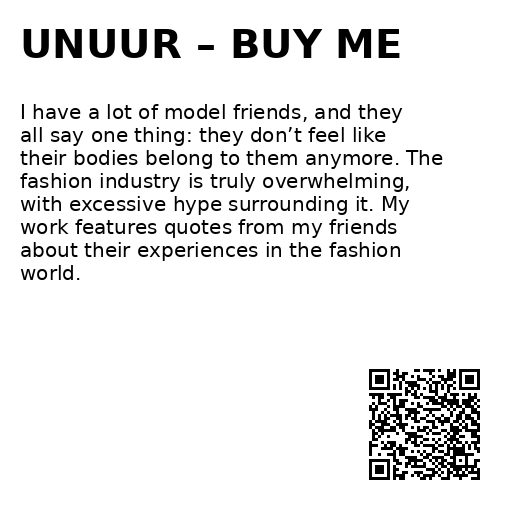 UNUUR – BUY ME
I have a lot of model friends, and they
all say one thing: they don’t feel like
their bodies belong to them anymore. The
fashion industry is truly overwhelming,
with excessive hype surrounding it. My
work features quotes from my friends
about their experiences in the fashion
world.